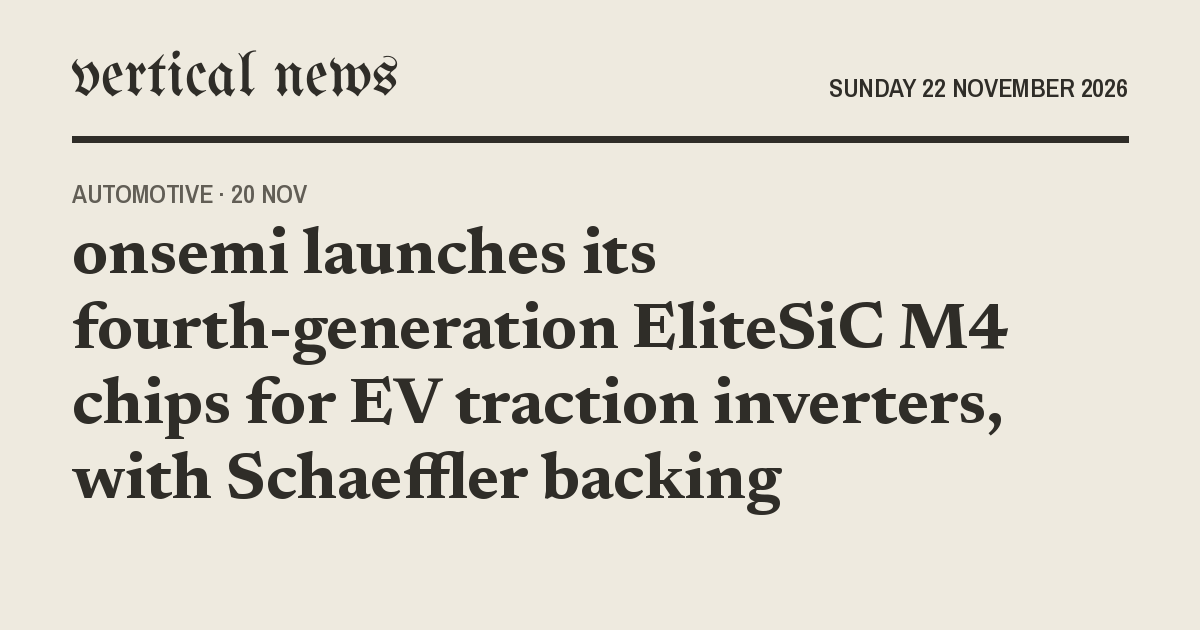 vertical news
SUNDAY 22 NOVEMBER 2026
AUTOMOTIVE · 20 NOV
onsemi launches its
fourth-generation EliteSiC M4
chips for EV traction inverters,
with Schaeffler backing